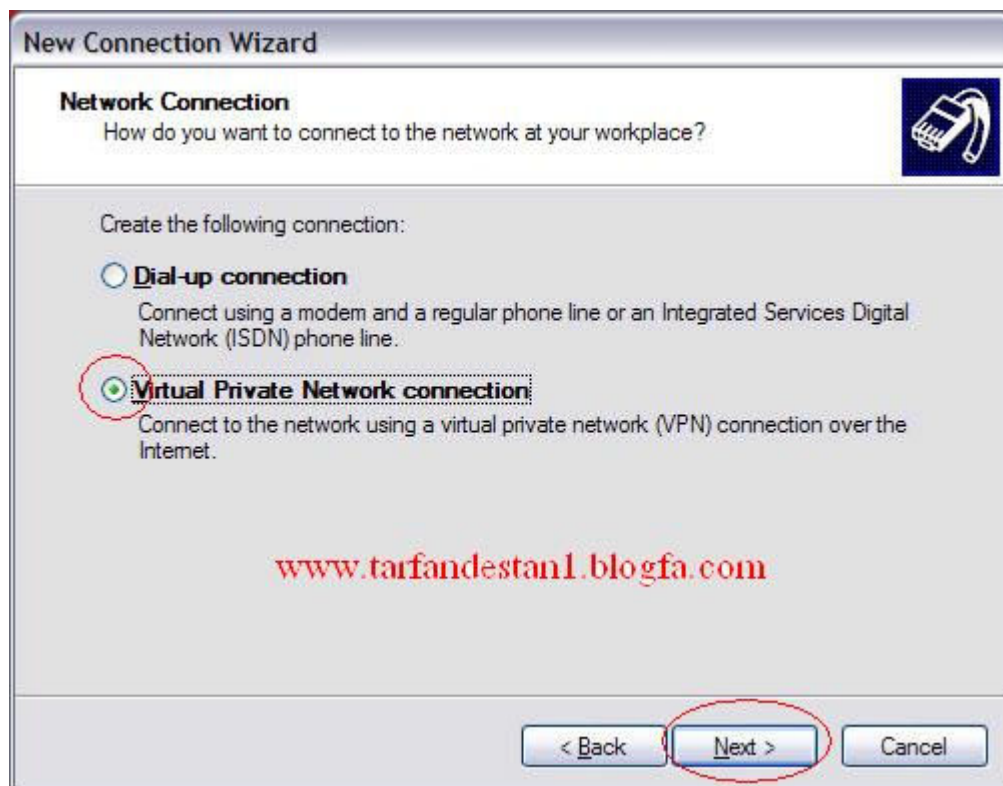 New Connection Wizard
Network Connection
How do you want to connect to the network at your workplace?
Create the following connection:
Dial-up connection
Connect using a modem and a regular phone line or an Integrated Services Digital
Network (ISDN) phone line.
Virtual Private Network connection
Connect to the network using a virtual private network (VPN) connection over the
Internet.
www.tarfandestan1.blogfa.com
< Back
Next >
Cancel